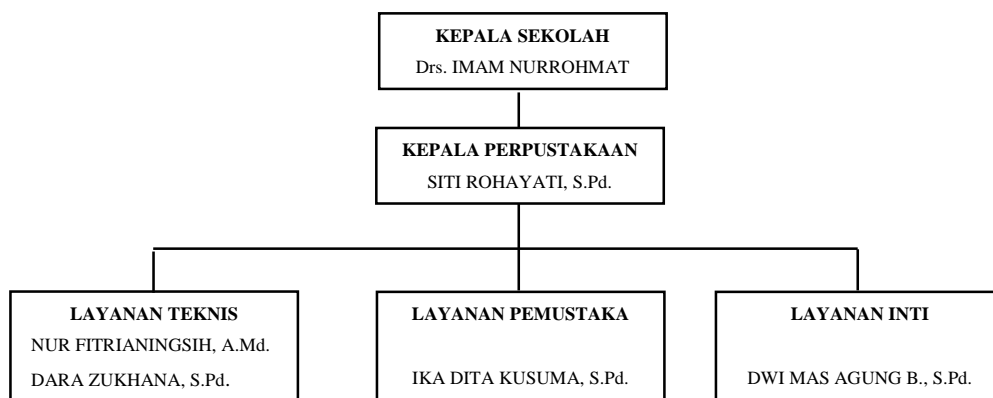 KEPALA SEKOLAH
Drs. IMAM NURROHMAT
KEPALA PERPUSTAKAAN
SITI ROHAYATI, S.Pd.
LAYANAN TEKNIS
NUR FITRIANINGSIH, A.Md.
DARA ZUKHANA, S.Pd.
LAYANAN PEMUSTAKA
IKA DITA KUSUMA, S.Pd.
LAYANAN INTI
DWI MAS AGUNG B., S.Pd.